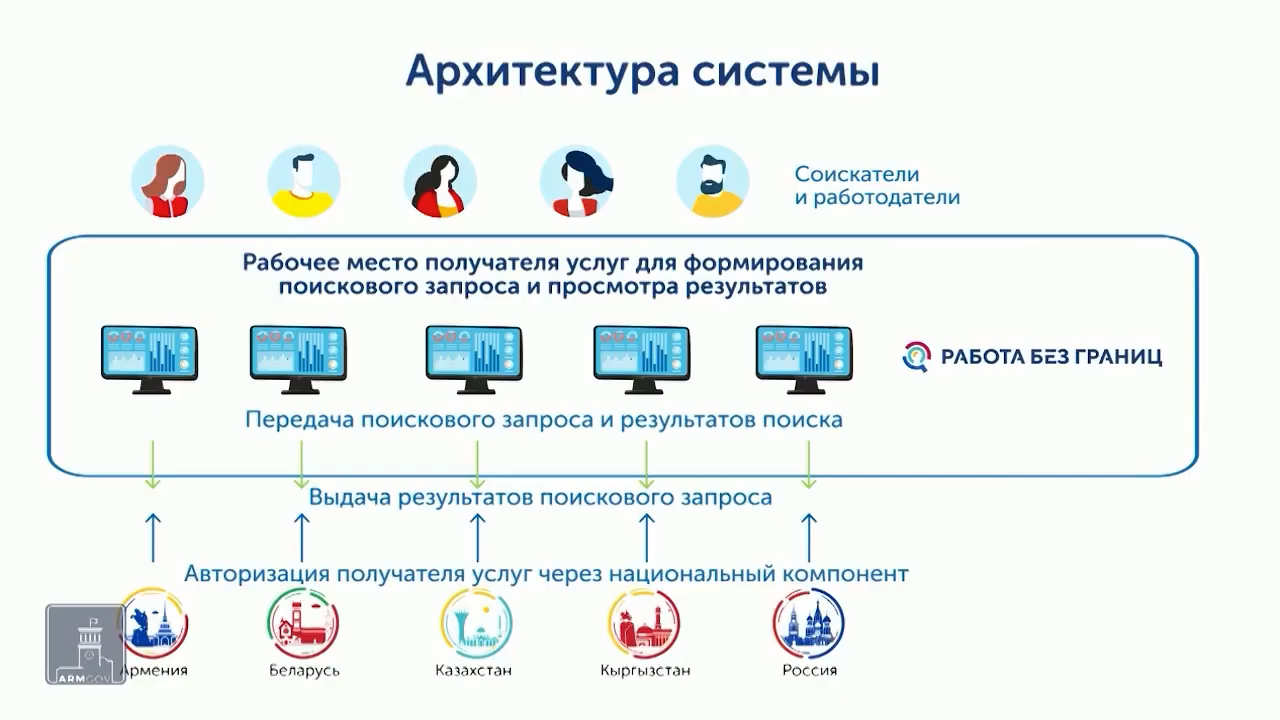 Архитектура системы
Соискатели
и работодатели
Рабочее место получателя услуг для формирования
поискового запроса и просмотра результатов
РАБОТА БЕЗ ГРАНИЦ
Передача поискового запроса и результатов поиска
Выдача результатов поискового запроса
Авторизация получателя услуг через национальный компонент
ARMGOV
Армения
Беларусь
Казахстан
Кыргызстан
Россия